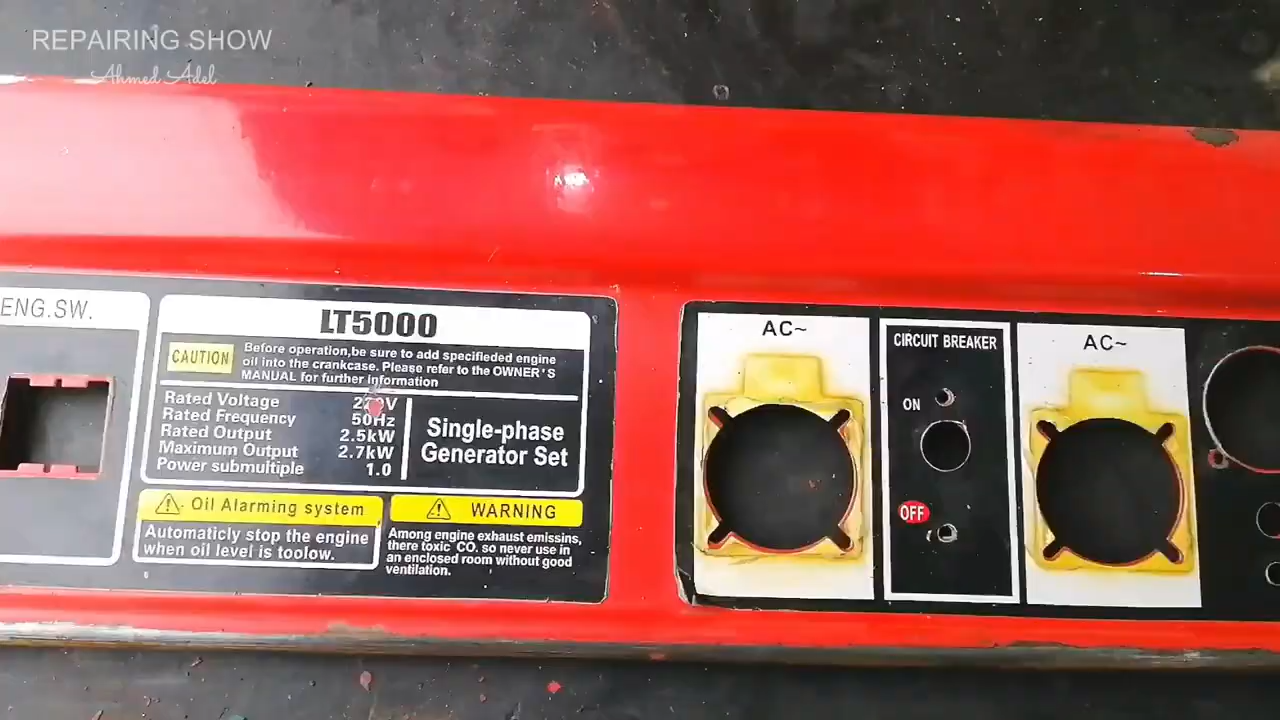 REPAIRING SHOW
Ahmed Adel
ENG.SW.
LT5000
CAUTION
Before operation,be sure to add specifieded engine
oil into the crankcase. Please refer to the OWNER'S
MANUAL for further information
Rated Voltage
Rated Frequency 50Hz
Rated Output 2.5kW
Maximum Output 2.7kW
Power submultiple 1.0
Single-phase
Generator Set
Oil Alarming system
Automaticly stop the engine
when oil level is toolow.
WARNING
Among engine exhaust emissins,
there toxic CO. so never use in
an enclosed room without good
ventilation.
AC~
CIRCUIT BREAKER
ON
OFF
AC~